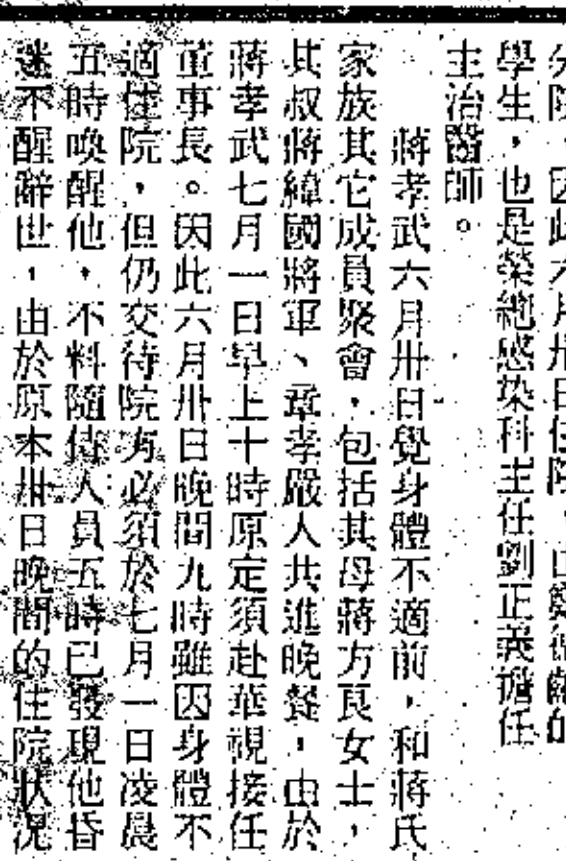 分院，因此六月卅日住院，由
學生，也是榮總感染科主任劉正義擔任
主治醫師。
蔣孝武六月卅日覺身體不適前，和蔣氏
家族其它成員聚會，包括其母蔣方良女士，
其叔蔣緯國將軍、章孝嚴人共進晚餐，由於
蔣孝武七月一日早上十時原定須赴華視接任
董事長。因此六月卅日晚間九時雖因身體不
適住院，但仍交待院方必須於七月一日凌晨
五時喚醒他，不料隨侍人員五時已發現他昏
迷不醒辭世，由於原本卅日晚間的住院狀況